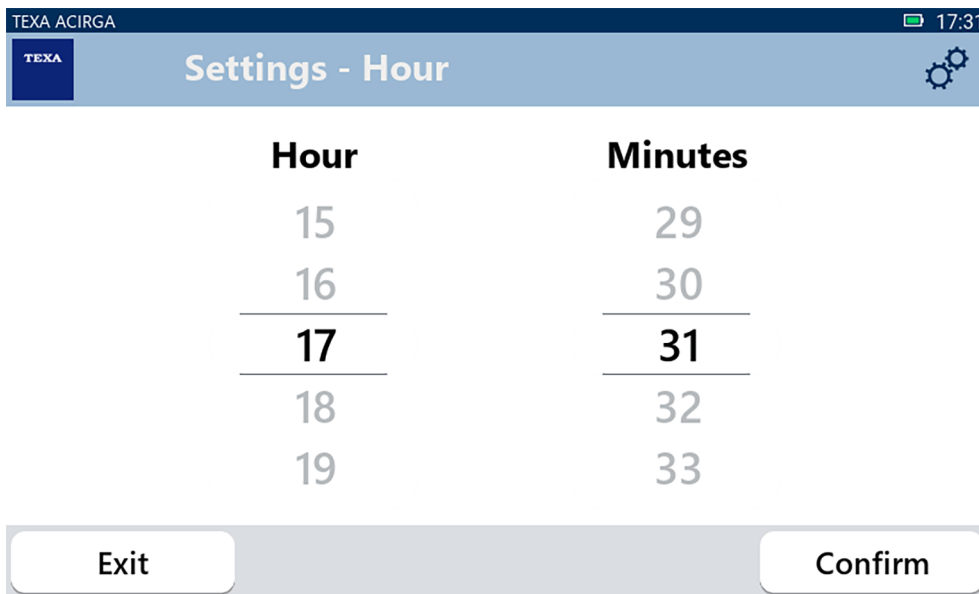 TEXA ACIRGA 17:31
TEXA
Settings - Hour
Hour Minutes
15 29
16 30
17 31
18 32
19 33
Exit Confirm